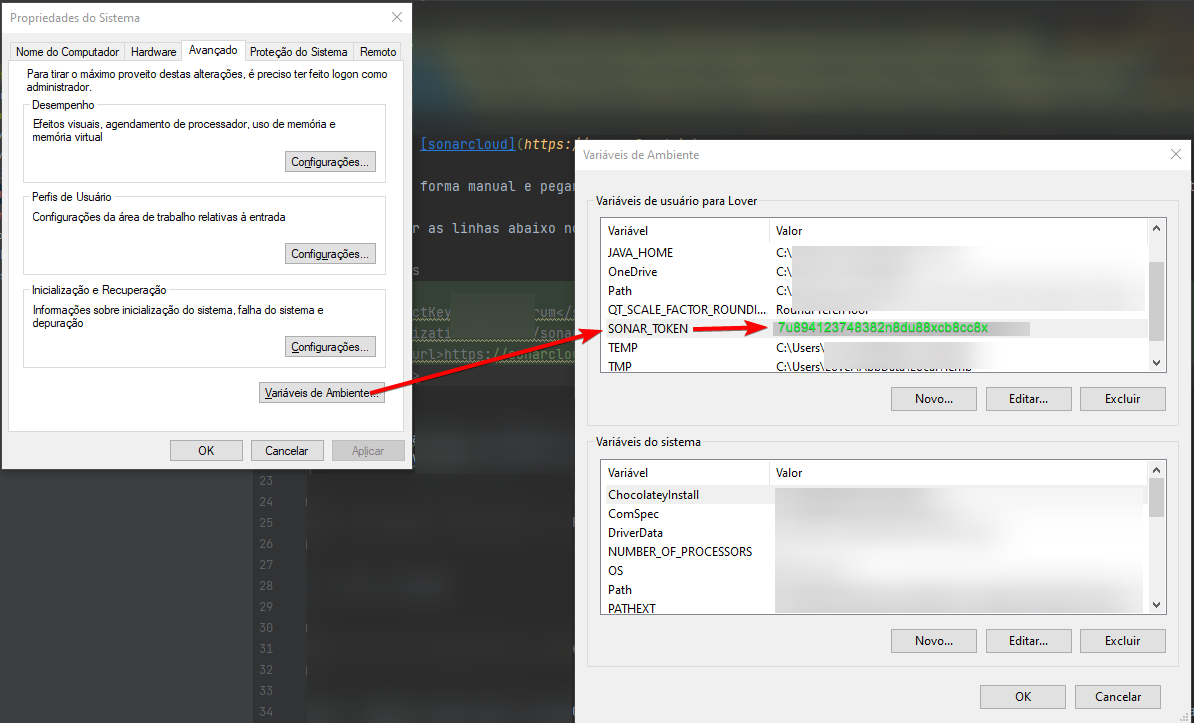 Propriedades do Sistema
Nome do Computador
Hardware
Avançado
Proteção do Sistema
Remoto
Para tirar o máximo proveito destas alterações, é preciso ter feito logon como
administrador.
Desempenho
Efeitos visuais, agendamento de processador, uso de memória e
memória virtual
Configurações...
Perfis de Usuário
Configurações da área de trabalho relativas à entrada
Configurações...
Inicialização e Recuperação
Informações sobre inicialização do sistema, falha do sistema e
depuração
Configurações...
Variáveis de Ambiente...
OK
Cancelar
Aplicar
[sonarcloud](https:/
forma manual e pegar
r as linhas abaixo no
s
ctKey
um</
izati
/sonar
url>https://sonarclou
23
24
25
26
27
28
29
30
31
32
33
34
Variáveis de Ambiente
Variáveis de usuário para Lover
Variável Valor
JAVA_HOME C:\
OneDrive C:\
Path C:\
QT_SCALE_FACTOR_ROUNDI...
SONAR_TOKEN 7u894123748382n8du88xcb8cc8x
TEMP C:\Users\
TMP C:\Users\
Novo...
Editar...
Excluir
Variáveis do sistema
Variável Valor
ChocolateyInstall
ComSpec
DriverData
NUMBER_OF_PROCESSORS
OS
Path
PATHEXT
Novo...
Editar...
Excluir
OK
Cancelar